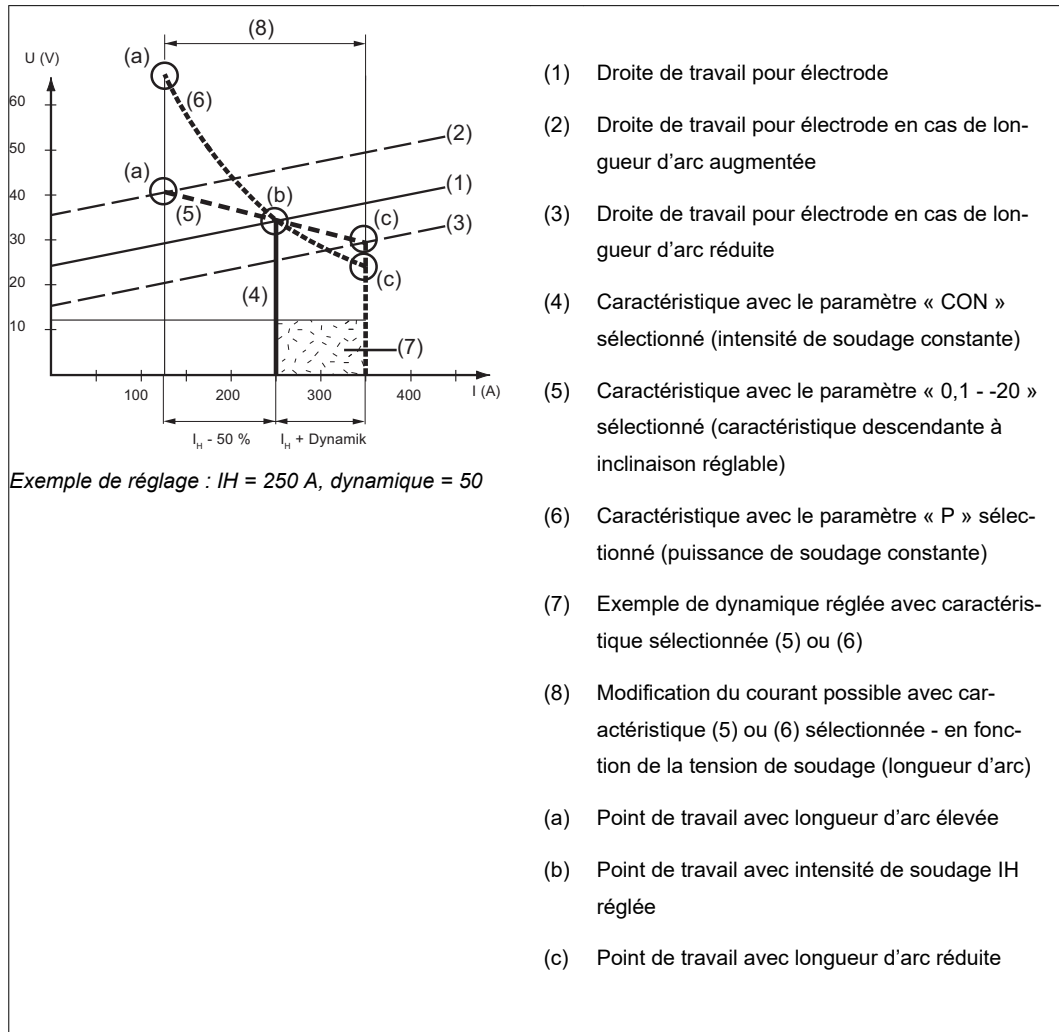 (8)
(a)
U (V)
(6)
60
(2)
50
(a)
(b)
(1)
40
(5)
(c)
(3)
30
20
(4)
(c)
10
(7)
I (A)
100
200
300
400
I H - 50 %
I H + Dynamik
Exemple de réglage : IH = 250 A, dynamique = 50
(1) Droite de travail pour électrode
(2) Droite de travail pour électrode en cas de lon-
gueur d'arc augmentée
(3) Droite de travail pour électrode en cas de lon-
gueur d'arc réduite
(4) Caractéristique avec le paramètre « CON »
sélectionné (intensité de soudage constante)
(5) Caractéristique avec le paramètre « 0,1 - -20 »
sélectionné (caractéristique descendante à
inclinaison réglable)
(6) Caractéristique avec le paramètre « P » sélec-
tionné (puissance de soudage constante)
(7) Exemple de dynamique réglée avec caractéris-
tique sélectionnée (5) ou (6)
(8) Modification du courant possible avec car-
actéristique (5) ou (6) sélectionnée - en fonc-
tion de la tension de soudage (longueur d'arc)
(a) Point de travail avec longueur d'arc élevée
(b) Point de travail avec intensité de soudage IH
réglée
(c) Point de travail avec longueur d'arc réduite